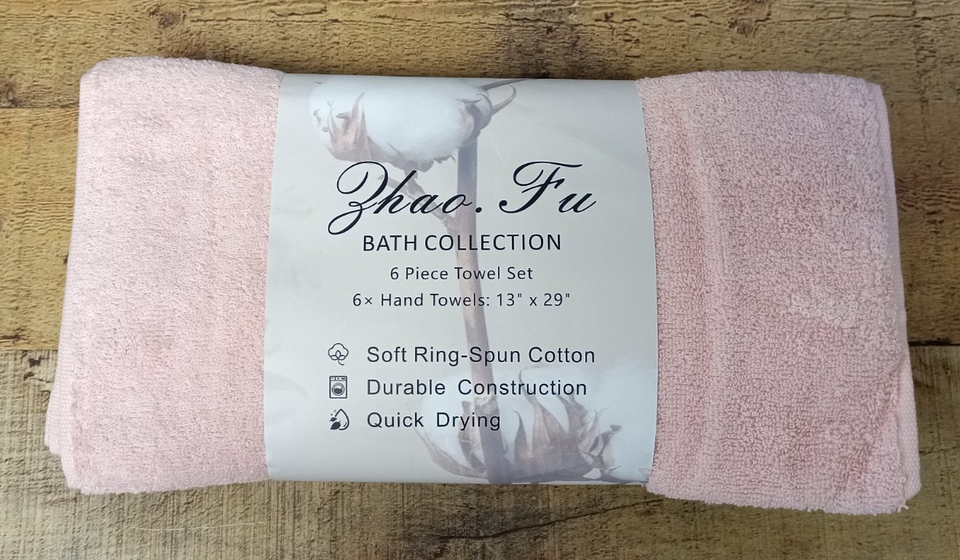 Zhao. Fu
BATH COLLECTION
6 Piece Towel Set
6× Hand Towels: 13" x 29"
Soft Ring-Spun Cotton
Durable Construction
Quick Drying